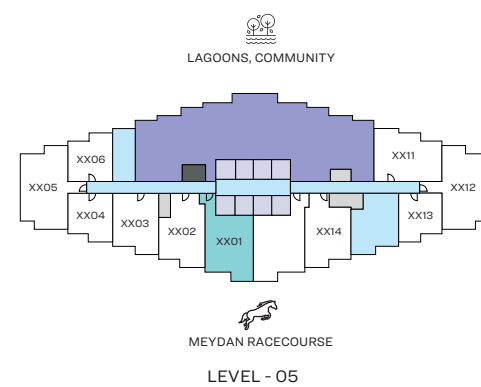 LAGOONS, COMMUNITY
XX06
XX11
XX05
XX12
XX04
XX03
XX02
XX01
XX14
XX13
MEYDAN RACECOURSE
LEVEL - 05